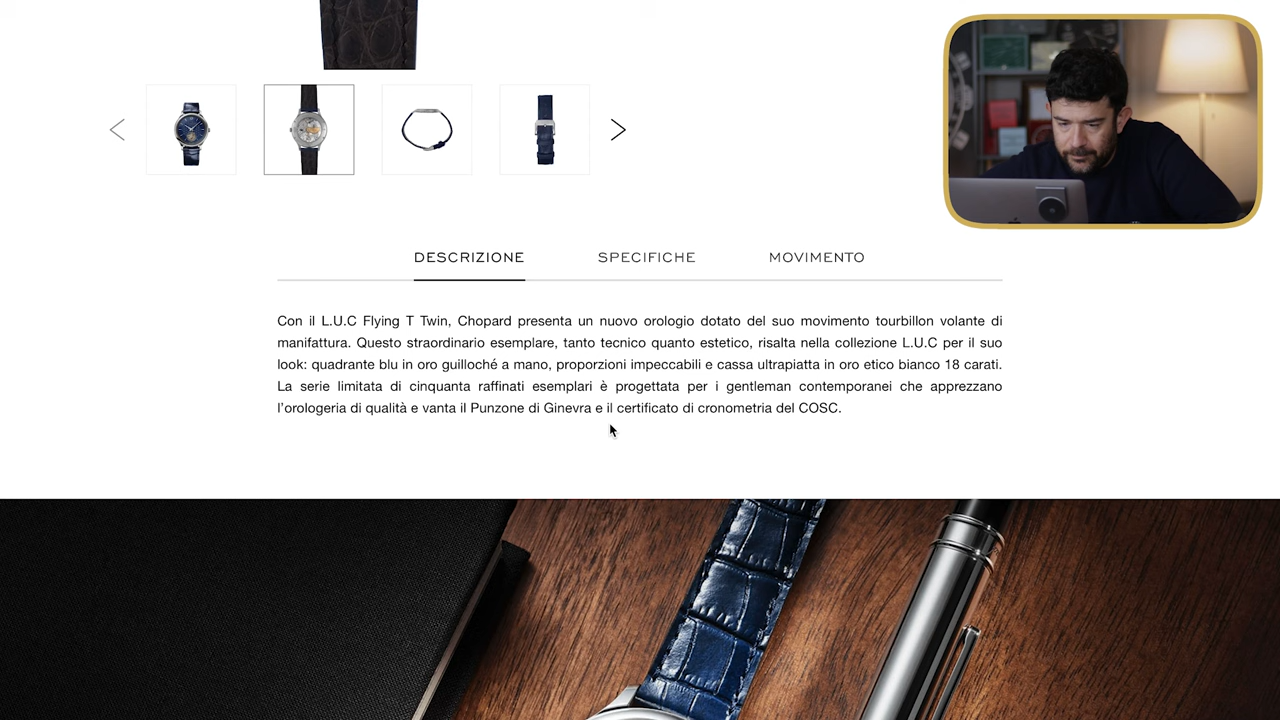 DESCRIZIONE SPECIFICHE MOVIMENTO
Con il L.U.C Flying T Twin, Chopard presenta un nuovo orologio dotato del suo movimento tourbillon volante di
manifattura. Questo straordinario esemplare, tanto tecnico quanto estetico, risalta nella collezione L.U.C per il suo
look: quadrante blu in oro guilloché a mano, proporzioni impeccabili e cassa ultrapiatta in oro etico bianco 18 carati.
La serie limitata di cinquanta raffinati esemplari è progettata per i gentleman contemporanei che apprezzano
l’orologeria di qualità e vanta il Punzone di Ginevra e il certificato di cronometria del COSC.